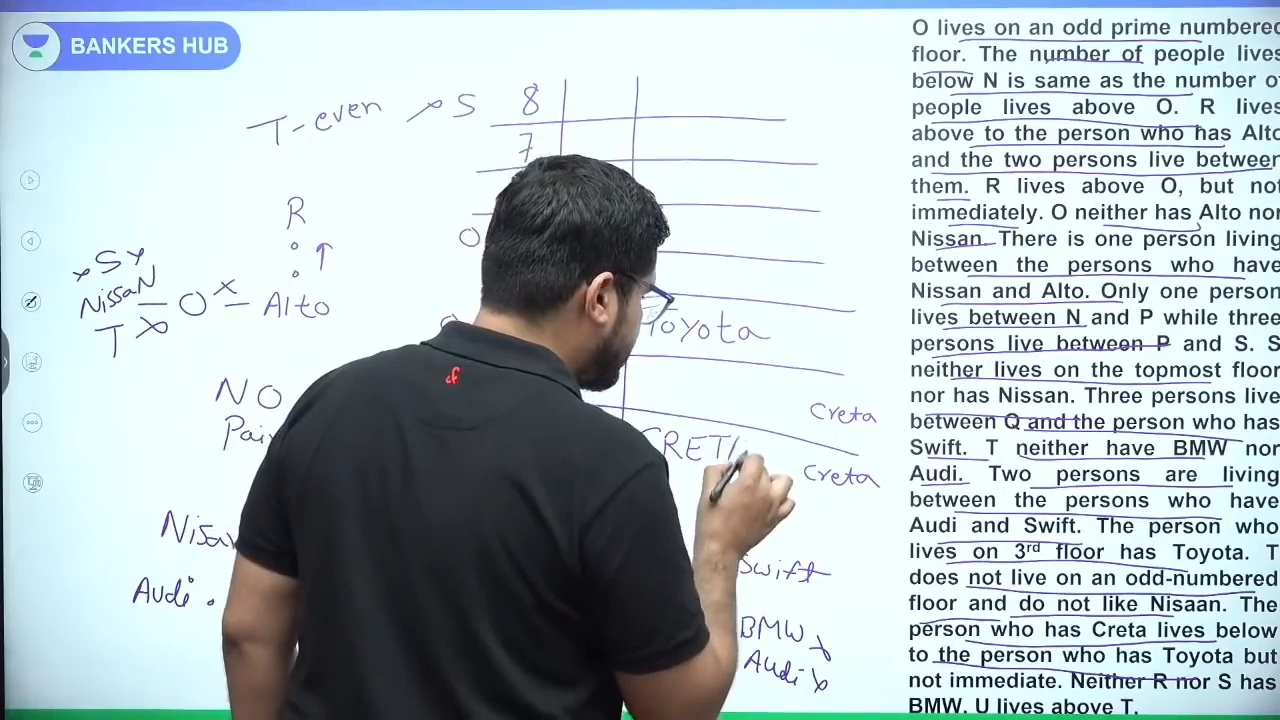 BANKERS HUB
T-even
S
8
7
R
O
S
Nissan
O
Alto
T
Toyota
NO
Creta
CRETA
Creta
Audi
Swift
BMW
Audi
O lives on an odd prime numbered
floor. The number of people lives
below N is same as the number o
people lives above O. R lives
above to the person who has Alto
and the two persons live between
them. R lives above O, but not
immediately. O neither has Alto nor
Nissan. There is one person living
between the persons who have
Nissan and Alto. Only one person
lives between N and P while three
persons live between P and S. S
neither lives on the topmost floor
nor has Nissan. Three persons live
between Q and the person who has
Swift. T neither have BMW nor
Audi. Two persons are living
between the persons who have
Audi and Swift. The person who
lives on 3rd floor has Toyota. T
does not live on an odd-numbered
floor and do not like Nisaan. The
person who has Creta lives below
to the person who has Toyota but
not immediate. Neither R nor S has
BMW. U lives above T.